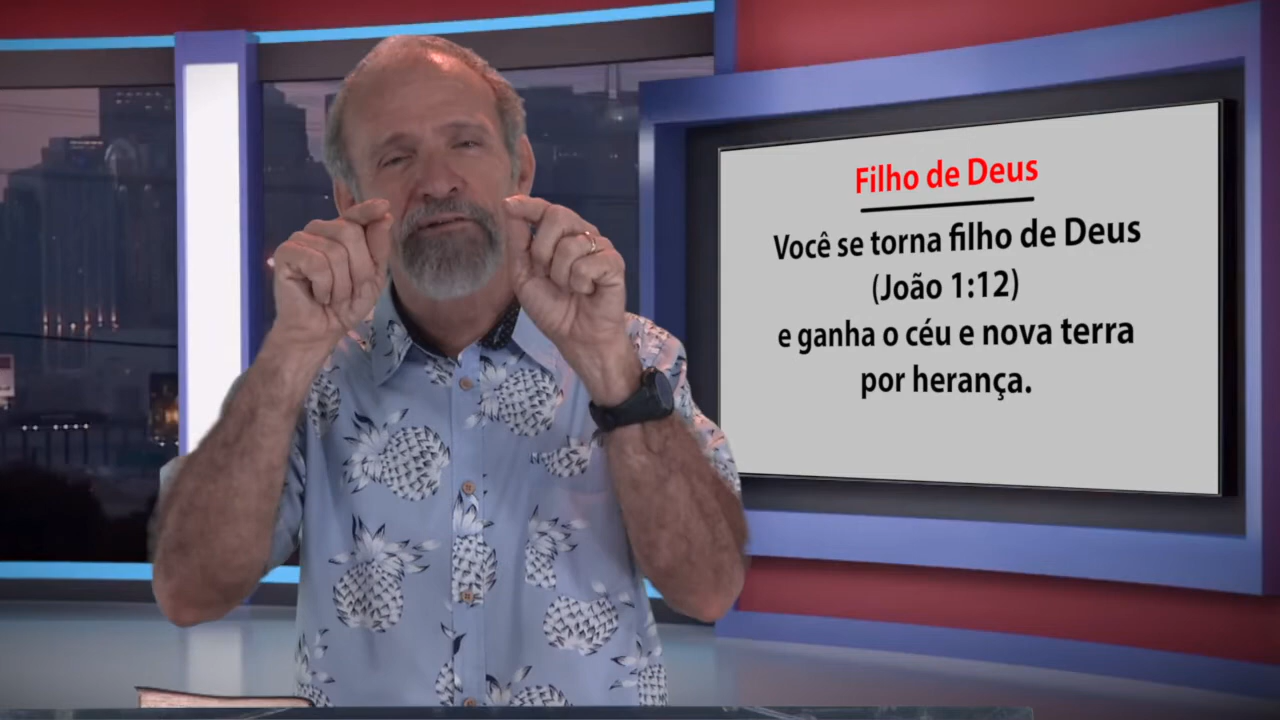 Filho de Deus
Você se torna filho de Deus
(João 1:12)
e ganha o céu e nova terra
por herança.